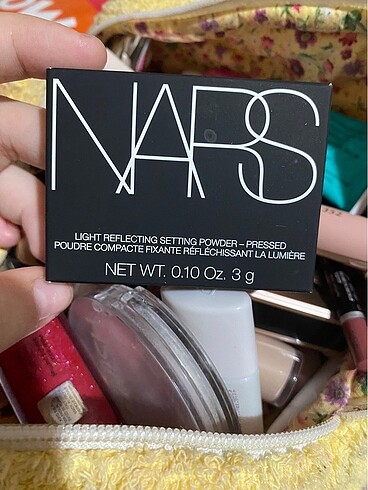 NARS
LIGHT REFLECTING SETTING POWDER – PRESSED
POUDRE COMPACTE FIXANTE RÉFLÉCHISSANT LA LUMIÈRE
NET WT. 0.10 Oz. 3 g